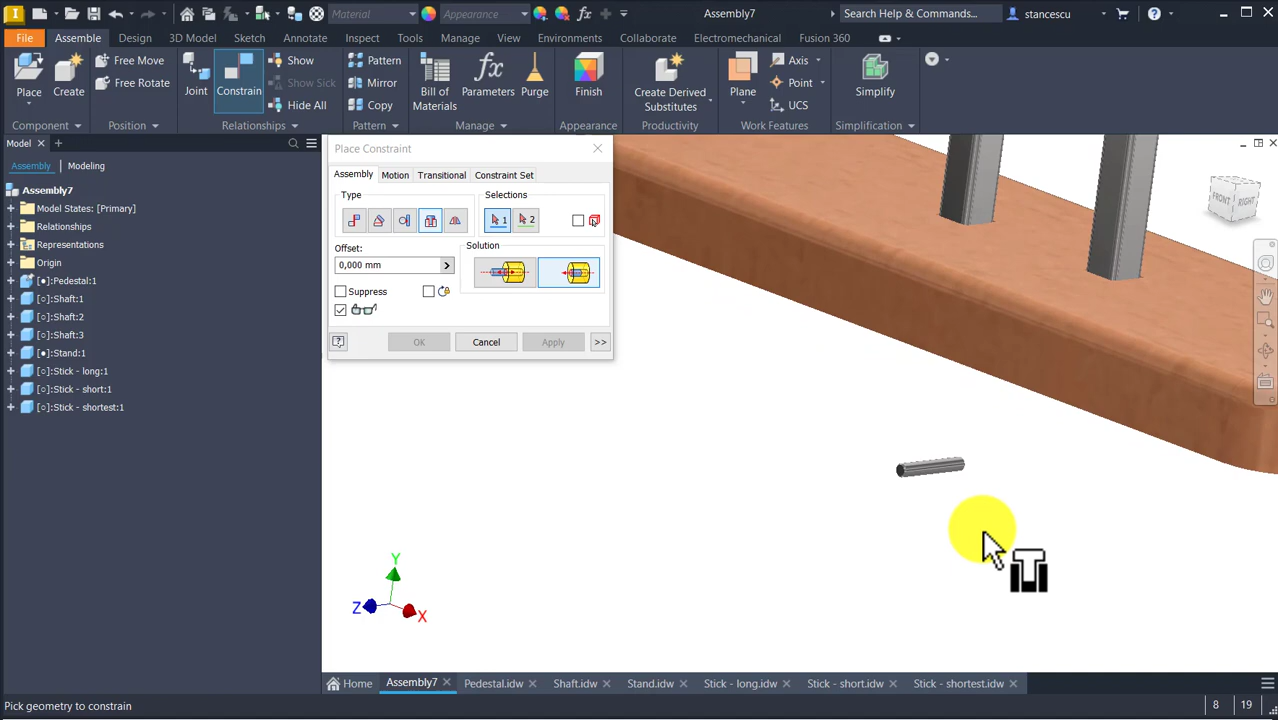 Material
Appearance
Assembly7
Search Help & Commands...
stancescu
File
Assemble
Design
3D Model
Sketch
Annotate
Inspect
Tools
Manage
View
Environments
Collaborate
Electromechanical
Fusion 360
Place
Create
Free Move
Free Rotate
Joint
Constrain
Show
Show Sick
Hide All
Pattern
Mirror
Copy
Bill of
Materials
fx
Parameters
Purge
Finish
Create Derived
Substitutes
Plane
Axis
Point
UCS
Simplify
Component
Position
Relationships
Pattern
Manage
Appearance
Productivity
Work Features
Simplification
Model
Assembly
Modeling
Assembly7
Model States: [Primary]
Relationships
Representations
Origin
[●]:Pedestal:1
[○]:Shaft:1
[○]:Shaft:2
[○]:Shaft:3
[●]:Stand:1
[○]:Stick - long:1
[○]:Stick - short:1
[○]:Stick - shortest:1
Place Constraint
Assembly
Motion
Transitional
Constraint Set
Type
Selections
1
2
Offset:
0,000 mm
Solution
Suppress
OK
Cancel
Apply
>>
FRONT
RIGHT
Y
Z
X
Home
Assembly7
Pedestal.idw
Shaft.idw
Stand.idw
Stick - long.idw
Stick - short.idw
Stick - shortest.idw
Pick geometry to constrain
8
19